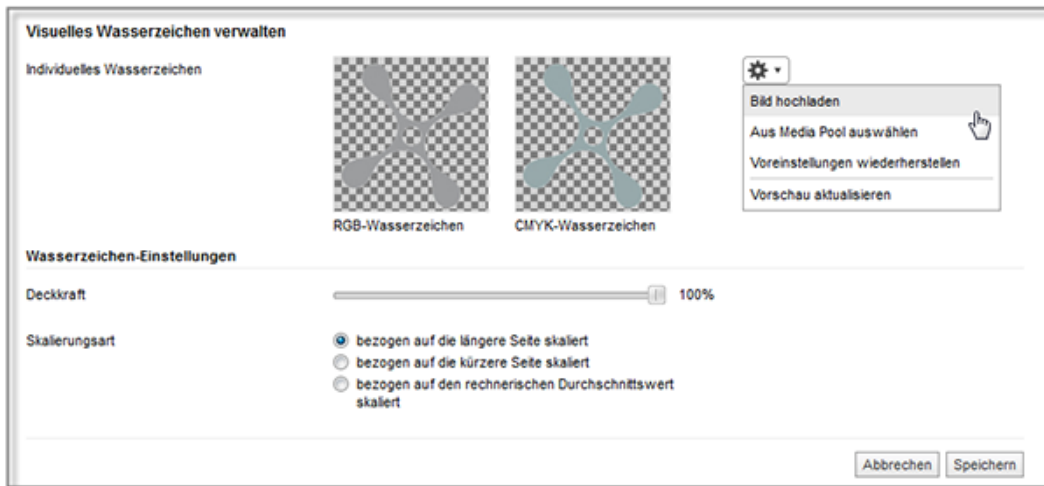 Visuelles Wasserzeichen verwalten
Individuelles Wasserzeichen
RGB-Wasserzeichen
CMYK-Wasserzeichen
Bild hochladen
Aus Media Pool auswählen
Voreinstellungen wiederherstellen
Vorschau aktualisieren
Wasserzeichen-Einstellungen
Deckkraft
100%
Skalierungsart
bezogen auf die längere Seite skaliert
bezogen auf die kürzere Seite skaliert
bezogen auf den rechnerischen Durchschnittswert
skaliert
Abbrechen
Speichern